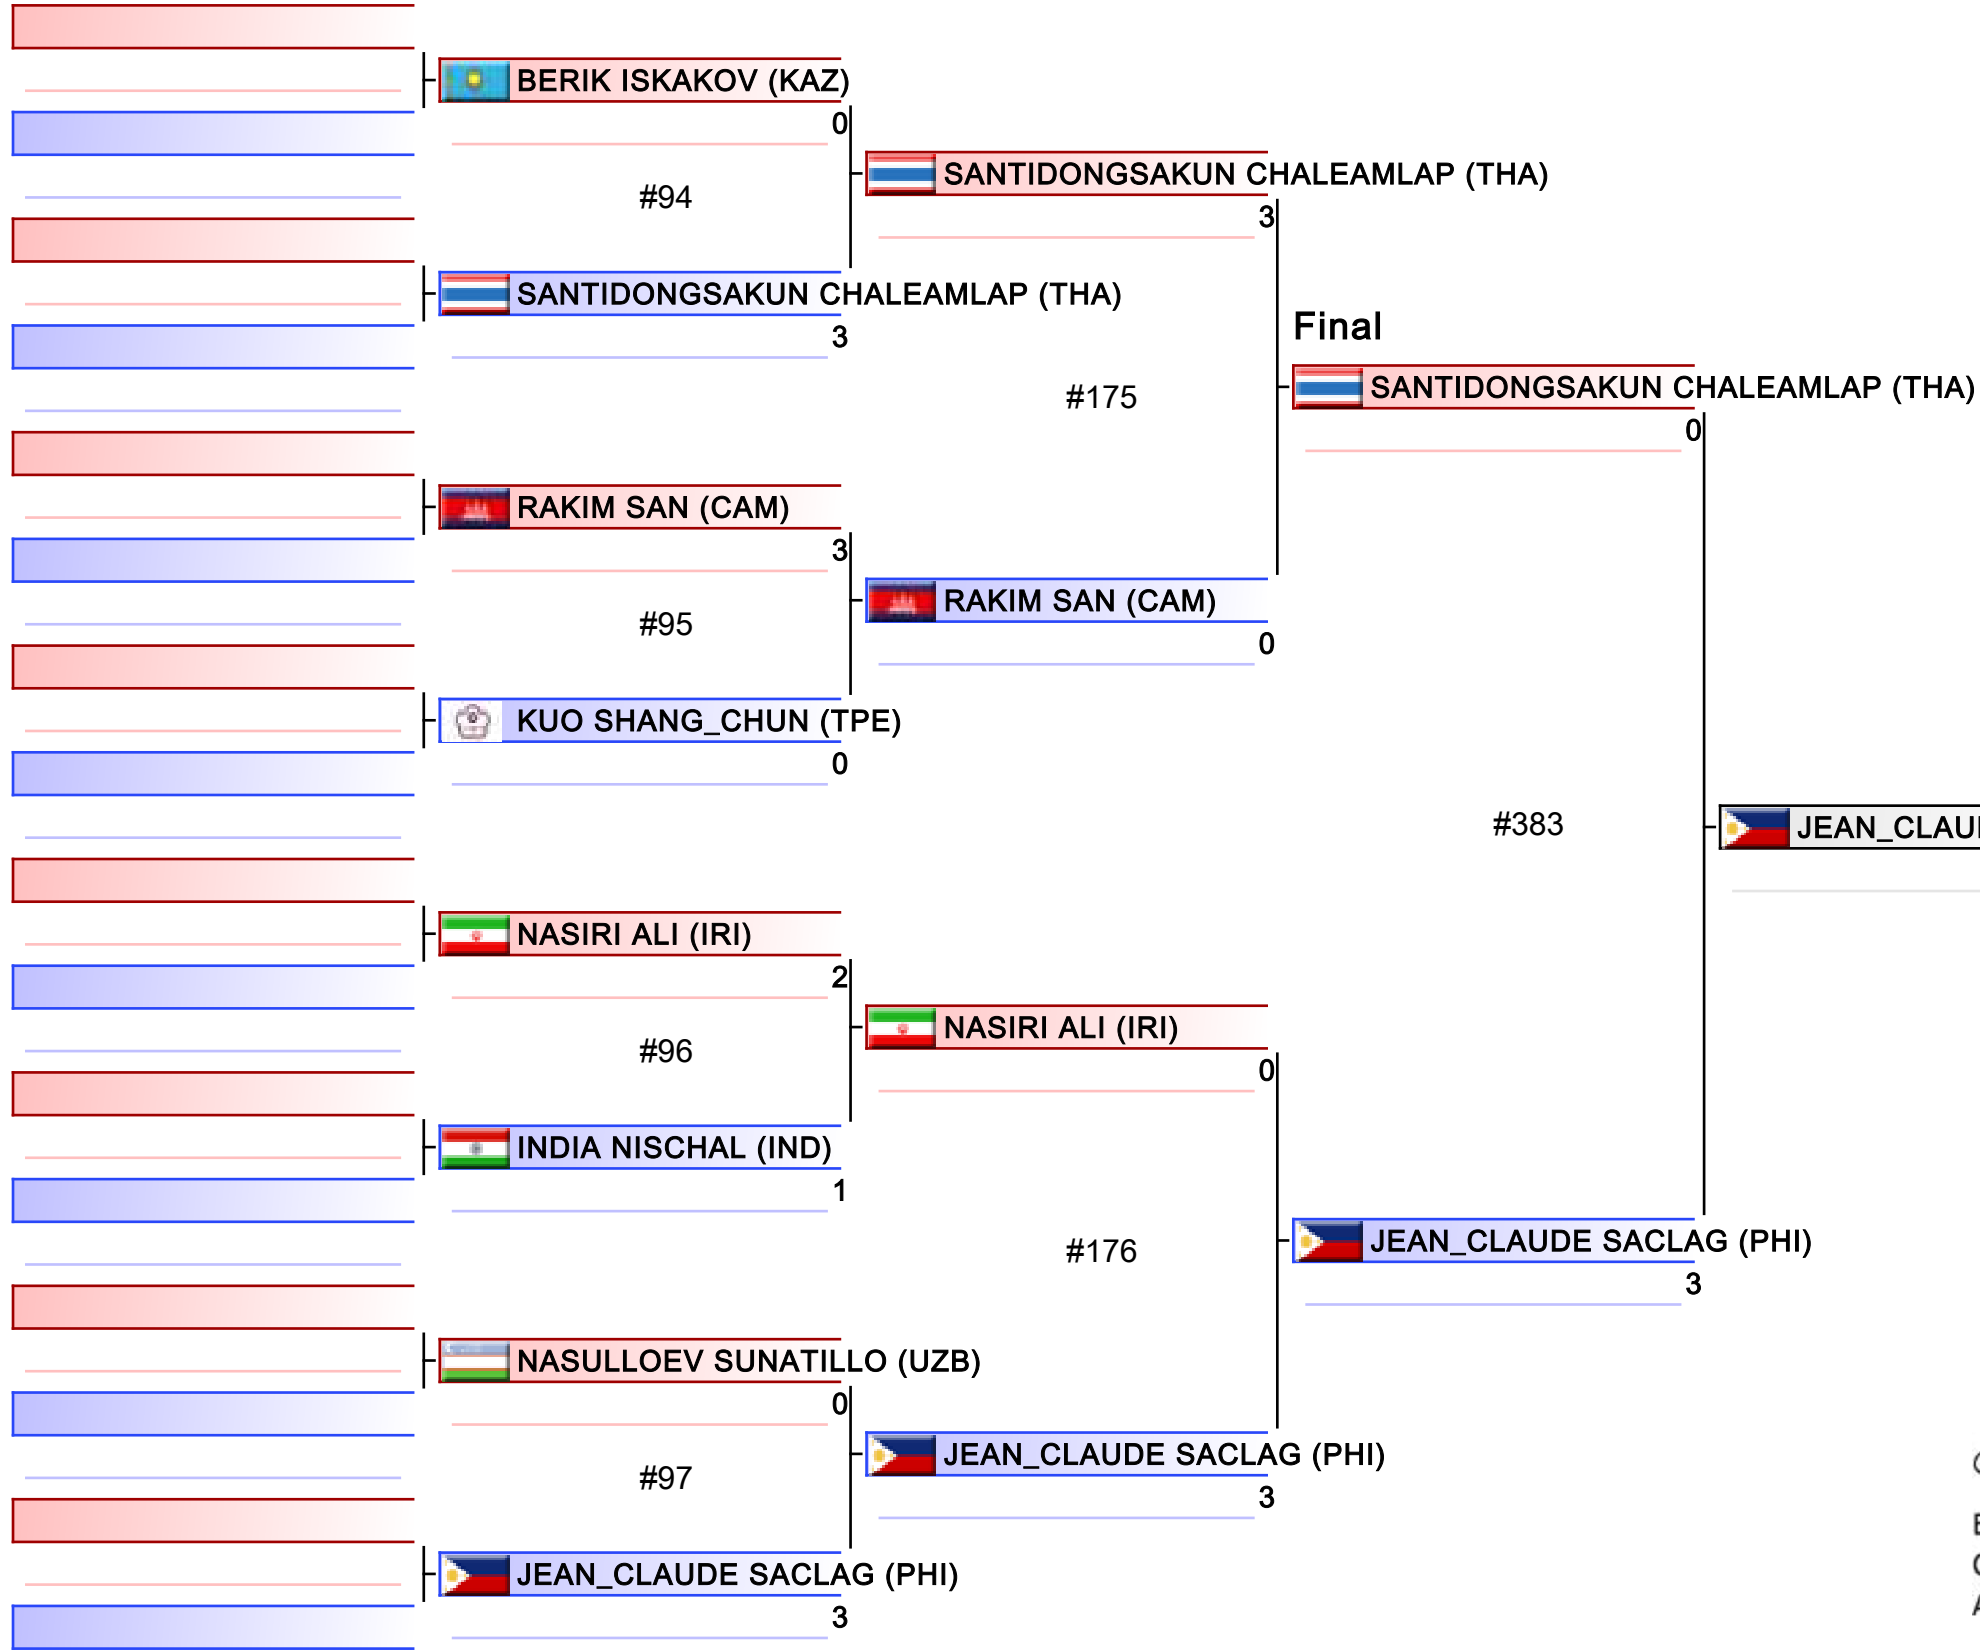 BERIK ISKAKOV (KAZ)
0
#94
SANTIDONGSAKUN CHALEAMLAP (THA)
3
RAKIM SAN (CAM)
3
#95
KUO SHANG_CHUN (TPE)
0
NASIRI ALI (IRI)
2
#96
INDIA NISCHAL (IND)
1
NASULLOEV SUNATILLO (UZB)
0
#97
JEAN_CLAUDE SACLAG (PHI)
3
SANTIDONGSAKUN CHALEAMLAP (THA)
3
#175
RAKIM SAN (CAM)
0
NASIRI ALI (IRI)
0
#176
JEAN_CLAUDE SACLAG (PHI)
3
Final
SANTIDONGSAKUN CHALEAMLAP (THA)
0
#383
JEAN_CLAUDE SACLAG (PHI)
3